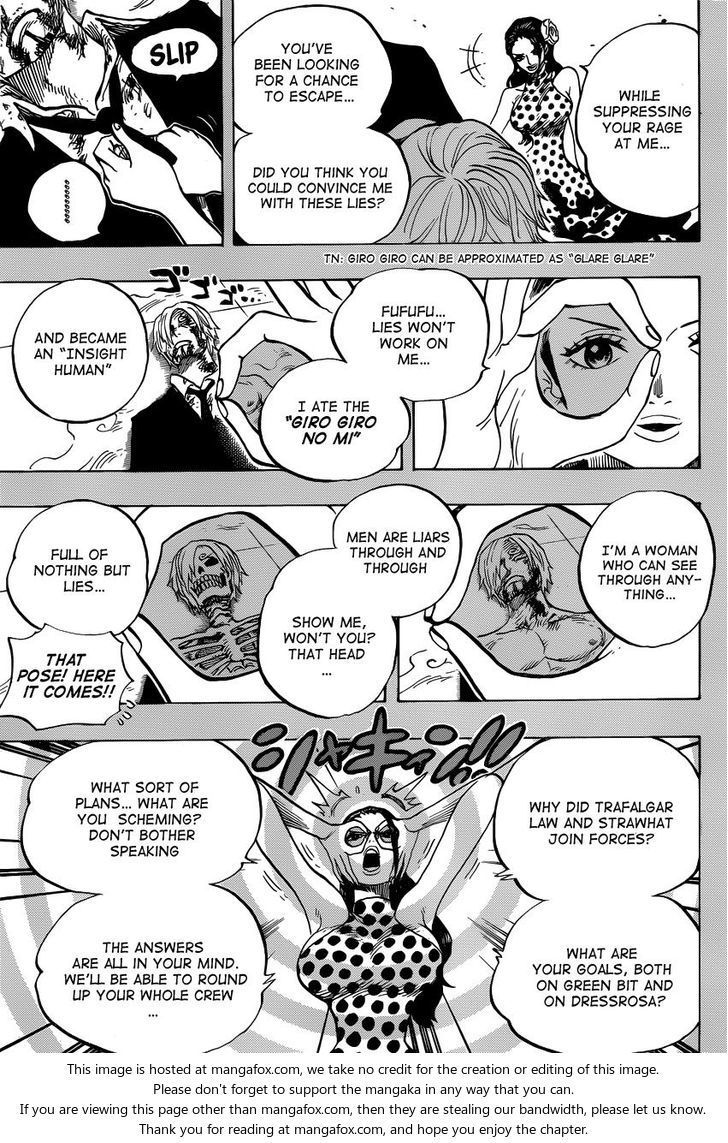 WHILE
SUPPRESSING
YOUR RAGE
AT ME...
YOU'VE
BEEN LOOKING
FOR A CHANCE
TO ESCAPE...
DID YOU THINK YOU
COULD CONVINCE ME
WITH THESE LIES?
SLIP
.........
TN: GIRO GIRO CAN BE APPROXIMATED AS "GLARE GLARE"
FUFUFU...
LIES WON'T
WORK ON
ME...
I ATE THE
"GIRO GIRO
NO MI"
ゴゴゴゴ
AND BECAME
AN "INSIGHT
HUMAN"
I'M A WOMAN
WHO CAN SEE
THROUGH ANY-
THING...
MEN ARE LIARS
THROUGH AND
THROUGH
SHOW ME,
WON'T YOU?
THAT HEAD
...
FULL OF
NOTHING BUT
LIES...
THAT
POSE! HERE
IT COMES!!
シャキィーン!!
WHY DID TRAFALGAR
LAW AND STRAWHAT
JOIN FORCES?
WHAT ARE
YOUR GOALS, BOTH
ON GREEN BIT AND
ON DRESSROSA?
WHAT SORT OF
PLANS... WHAT ARE
YOU SCHEMING?
DON'T BOTHER
SPEAKING
THE ANSWERS
ARE ALL IN YOUR MIND.
WE'LL BE ABLE TO ROUND
UP YOUR WHOLE CREW
...
This image is hosted at mangafox.com, we take no credit for the creation or editing of this image.
Please don't forget to support the mangaka in any way that you can.
If you are viewing this page other than mangafox.com, then they are stealing our bandwidth, please let us know.
Thank you for reading at mangafox.com, and hope you enjoy the chapter.